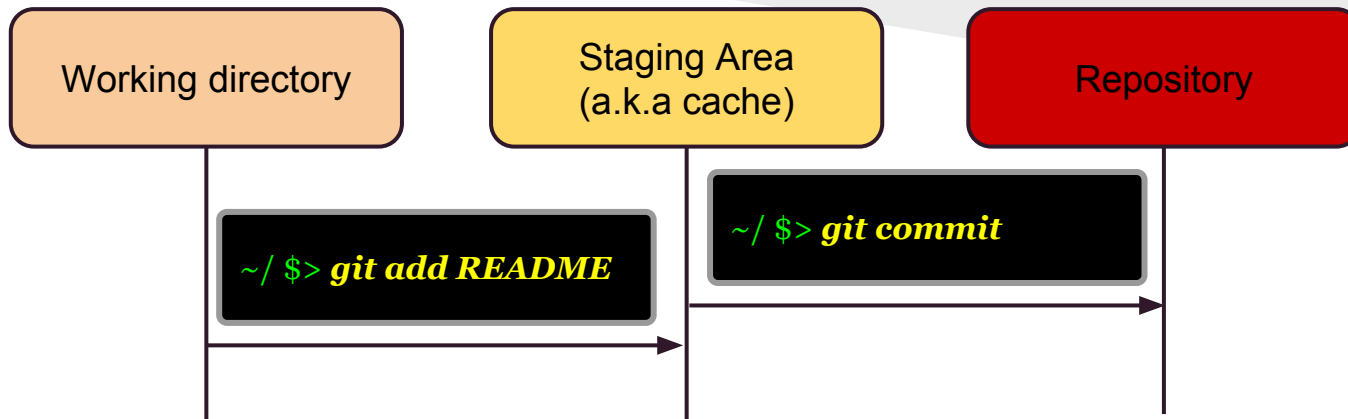 Working directory
Staging Area
(a.k.a cache)
Repository
~/ $> git add README
~/ $> git commit